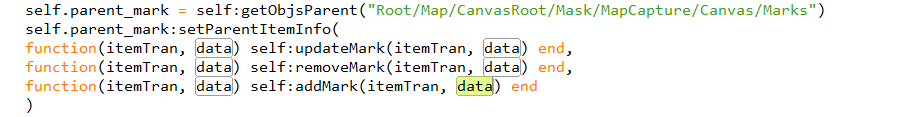 self.parent_mark = self:getObjsParent("Root/Map/CanvasRoot/Mask/MapCapture/Canvas/Marks")
self.parent_mark:setParentItemInfo(
function(itemTran, data) self:updateMark(itemTran, data) end,
function(itemTran, data) self:removeMark(itemTran, data) end,
function(itemTran, data) self:addMark(itemTran, data) end
)